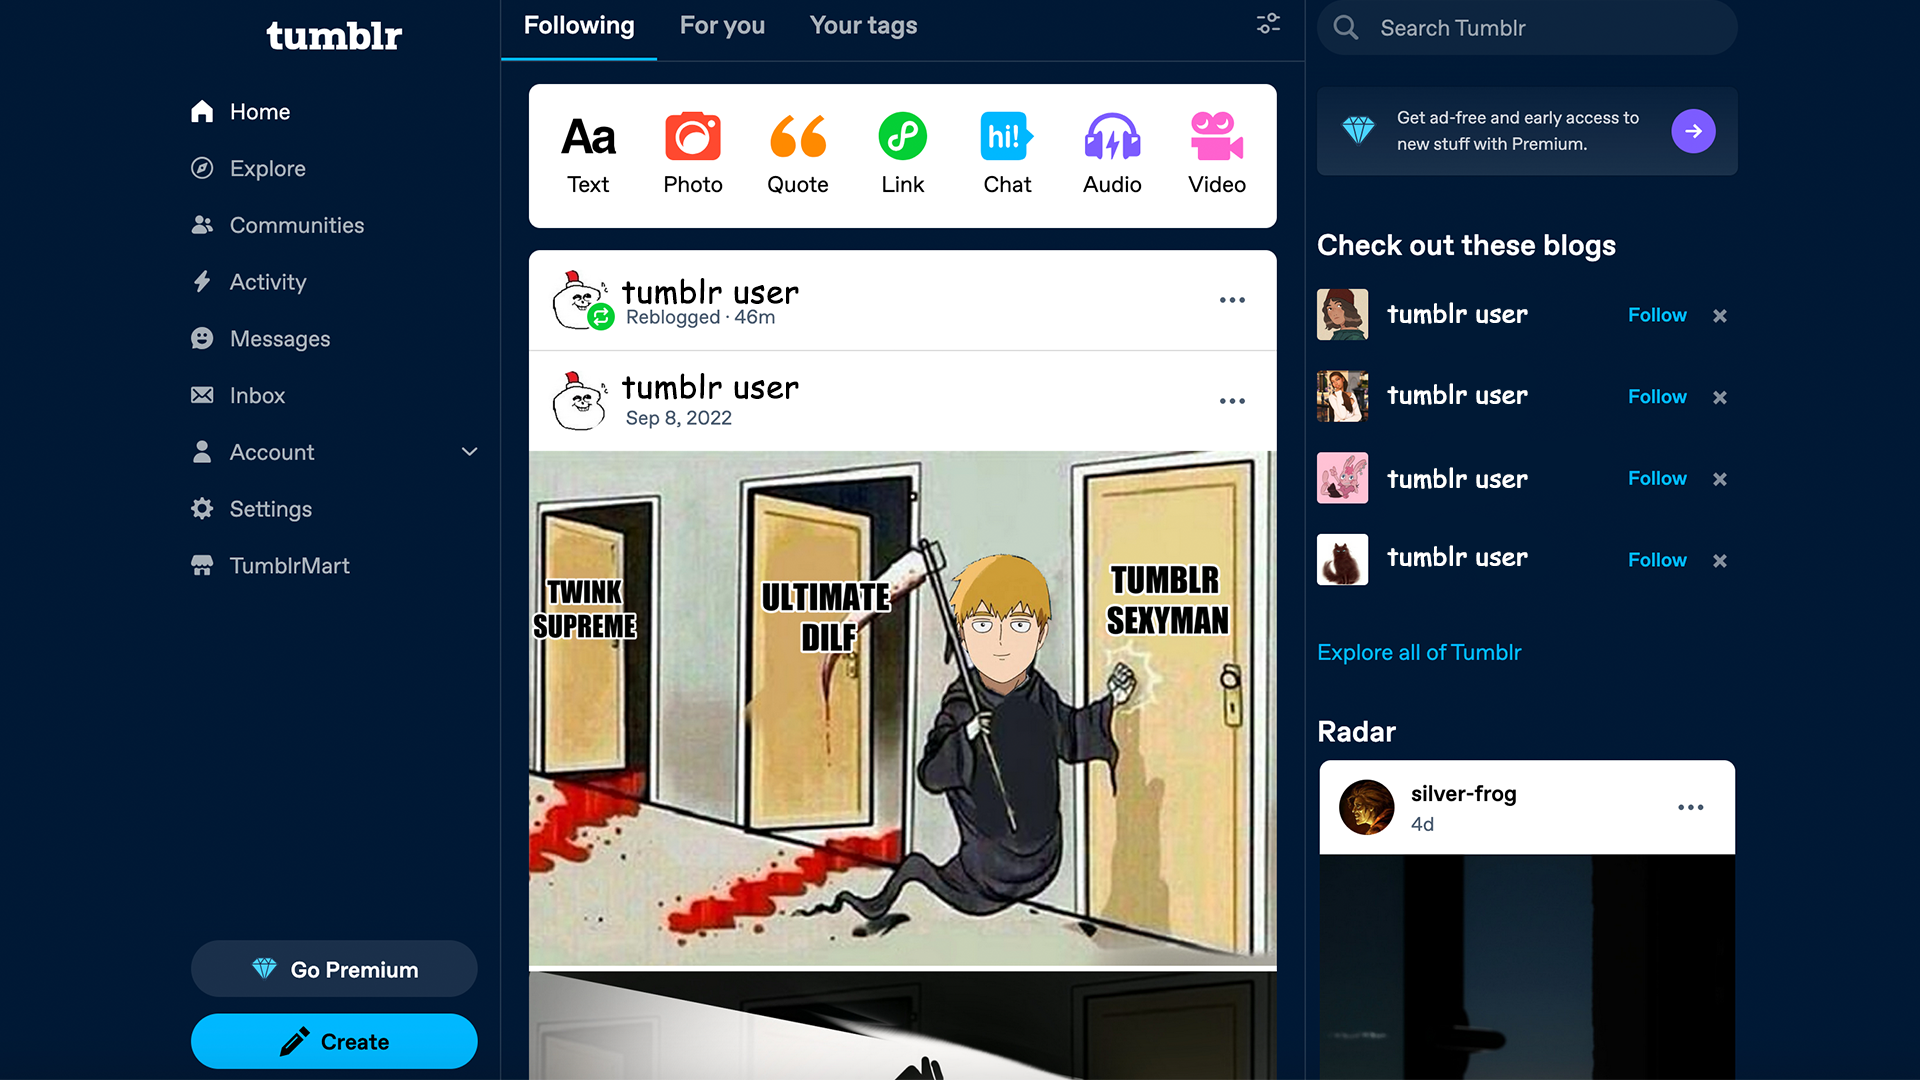 tumblr
Home
Explore
Communities
Activity
Messages
Inbox
Account
Settings
TumblrMart
Go Premium
Create
Following
For you
Your tags
Aa
Text
Photo
Quote
Link
hi!
Chat
Audio
Video
tumblr user
Reblogged · 46m
tumblr user
Sep 8, 2022
TWINK
SUPREME
ULTIMATE
DILF
TUMBLR
SEXYMAN
Search Tumblr
Get ad-free and early access to
new stuff with Premium.
Check out these blogs
tumblr user
Follow
tumblr user
Follow
tumblr user
Follow
tumblr user
Follow
Explore all of Tumblr
Radar
silver-frog
4d